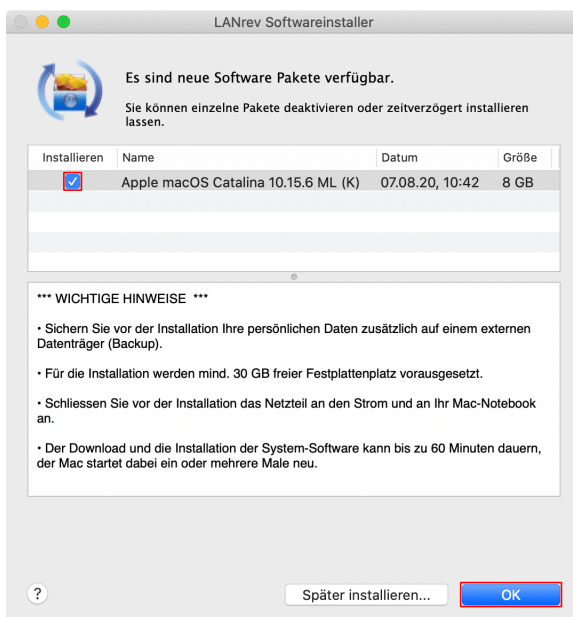 LANrev Softwareinstaller
Es sind neue Software Pakete verfügbar.
Sie können einzelne Pakete deaktivieren oder zeitverzögert installieren
lassen.
Installieren Name Datum Größe
Apple macOS Catalina 10.15.6 ML (K) 07.08.20, 10:42 8 GB
*** WICHTIGE HINWEISE ***
• Sichern Sie vor der Installation Ihre persönlichen Daten zusätzlich auf einem externen
Datenträger (Backup).
• Für die Installation werden mind. 30 GB freier Festplattenplatz vorausgesetzt.
• Schliessen Sie vor der Installation das Netzteil an den Strom und an Ihr Mac-Notebook
an.
• Der Download und die Installation der System-Software kann bis zu 60 Minuten dauern,
der Mac startet dabei ein oder mehrere Male neu.
? Später installieren... OK